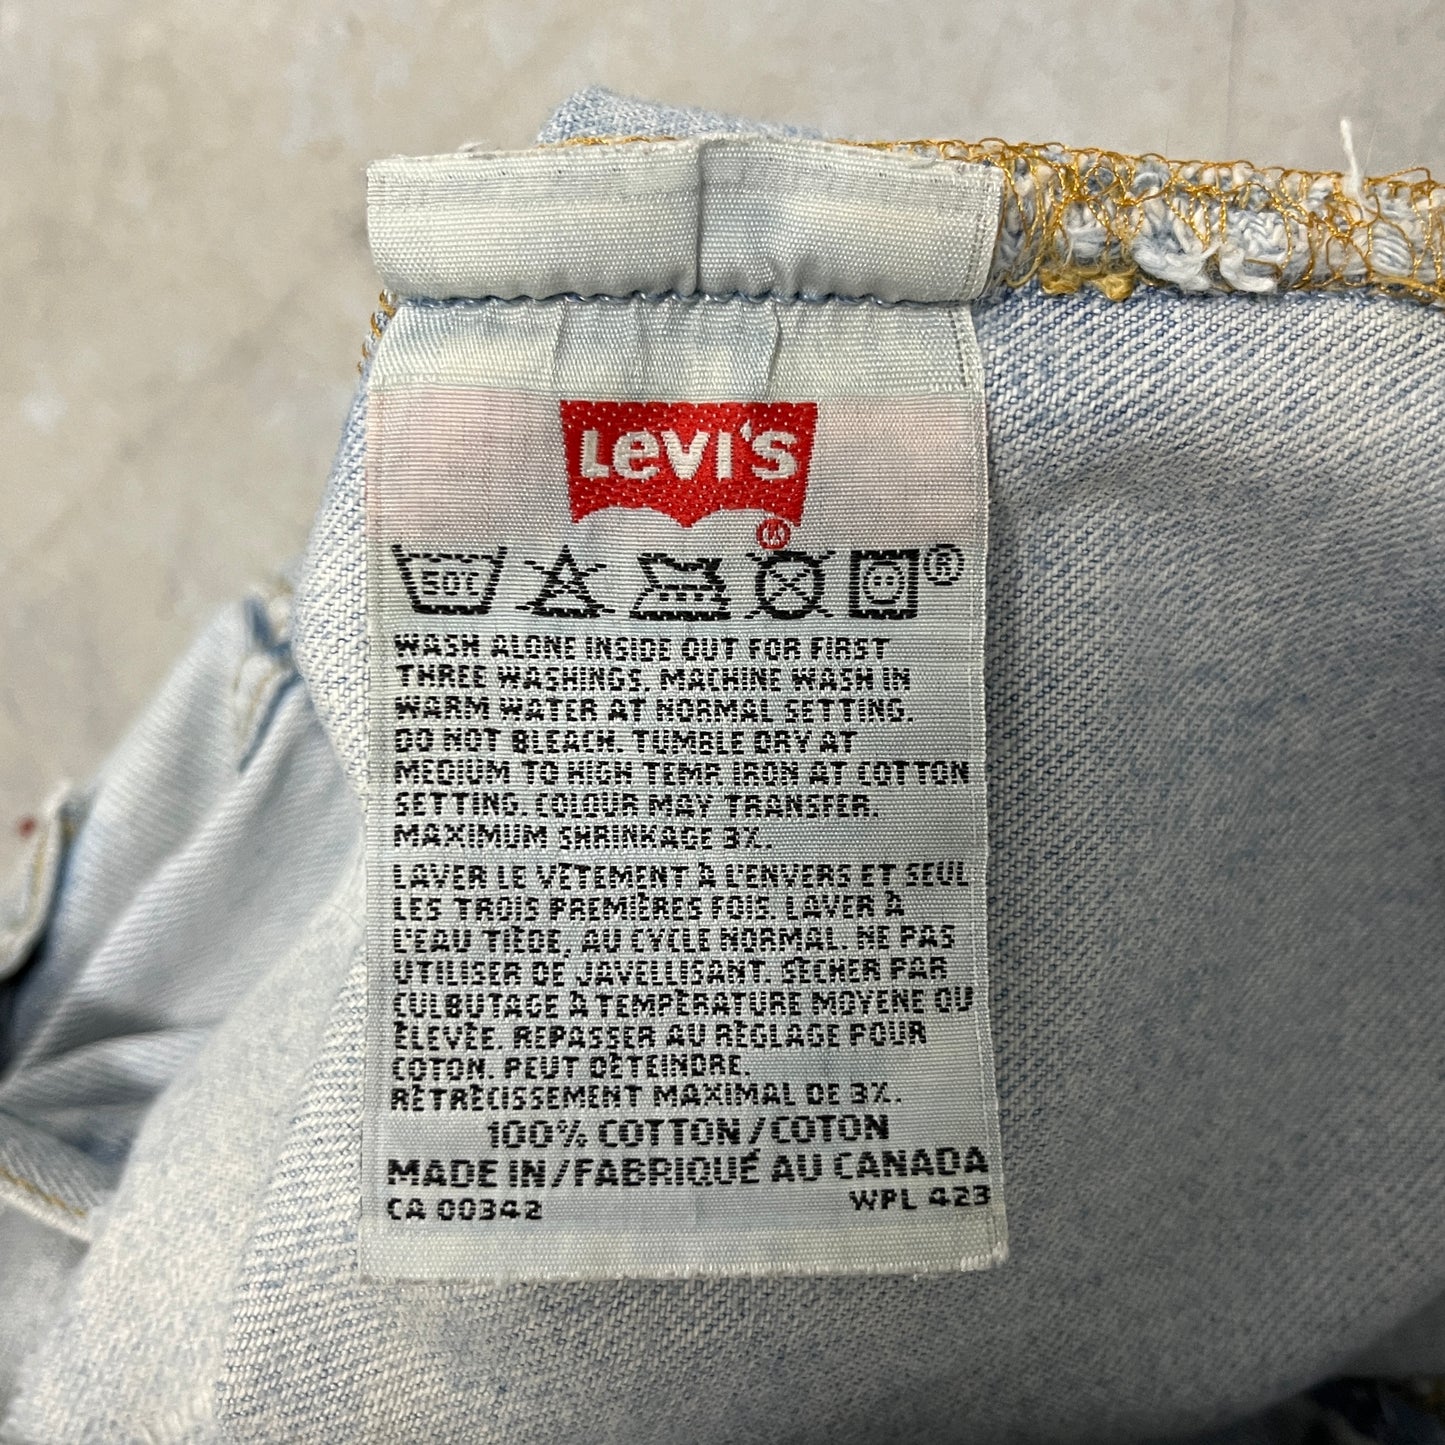 LEVI'S
MC
50°C
®
WASH ALONE INSIDE OUT FOR FIRST
THREE WASHINGS. MACHINE WASH IN
WARM WATER AT NORMAL SETTING.
DO NOT BLEACH. TUMBLE DRY AT
MEDIUM TO HIGH TEMP. IRON AT COTTON
SETTING. COLOUR MAY TRANSFER.
MAXIMUM SHRINKAGE 3%.
LAVER LE VÊTEMENT À L'ENVERS ET SEUL
LES TROIS PREMIÈRES FOIS. LAVER À
L'EAU TIÈDE, AU CYCLE NORMAL. NE PAS
UTILISER DE JAVELLISANT. SÉCHER PAR
CULBUTAGE À TEMPÉRATURE MOYENE OU
ÉLEVÉE. REPASSER AU RÉGLAGE POUR
COTON. PEUT DÉTEINDRE.
RÉTRÉCISSEMENT MAXIMAL DE 3%.
100% COTTON/COTON
MADE IN/FABRIQUÉ AU CANADA
CA 00342 WPL 423